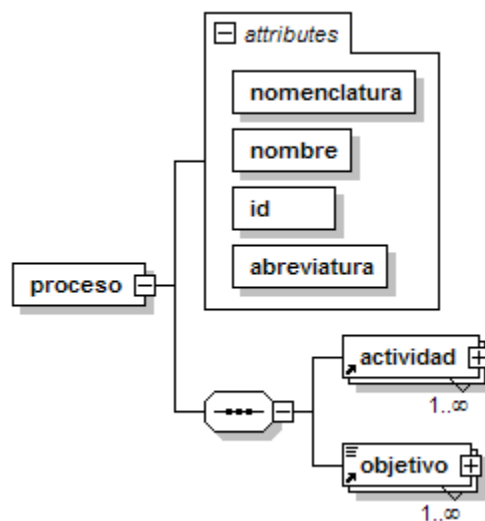 attributes
nomenclatura
nombre
id
abreviatura
proceso
actividad
1..∞
objetivo
1..∞